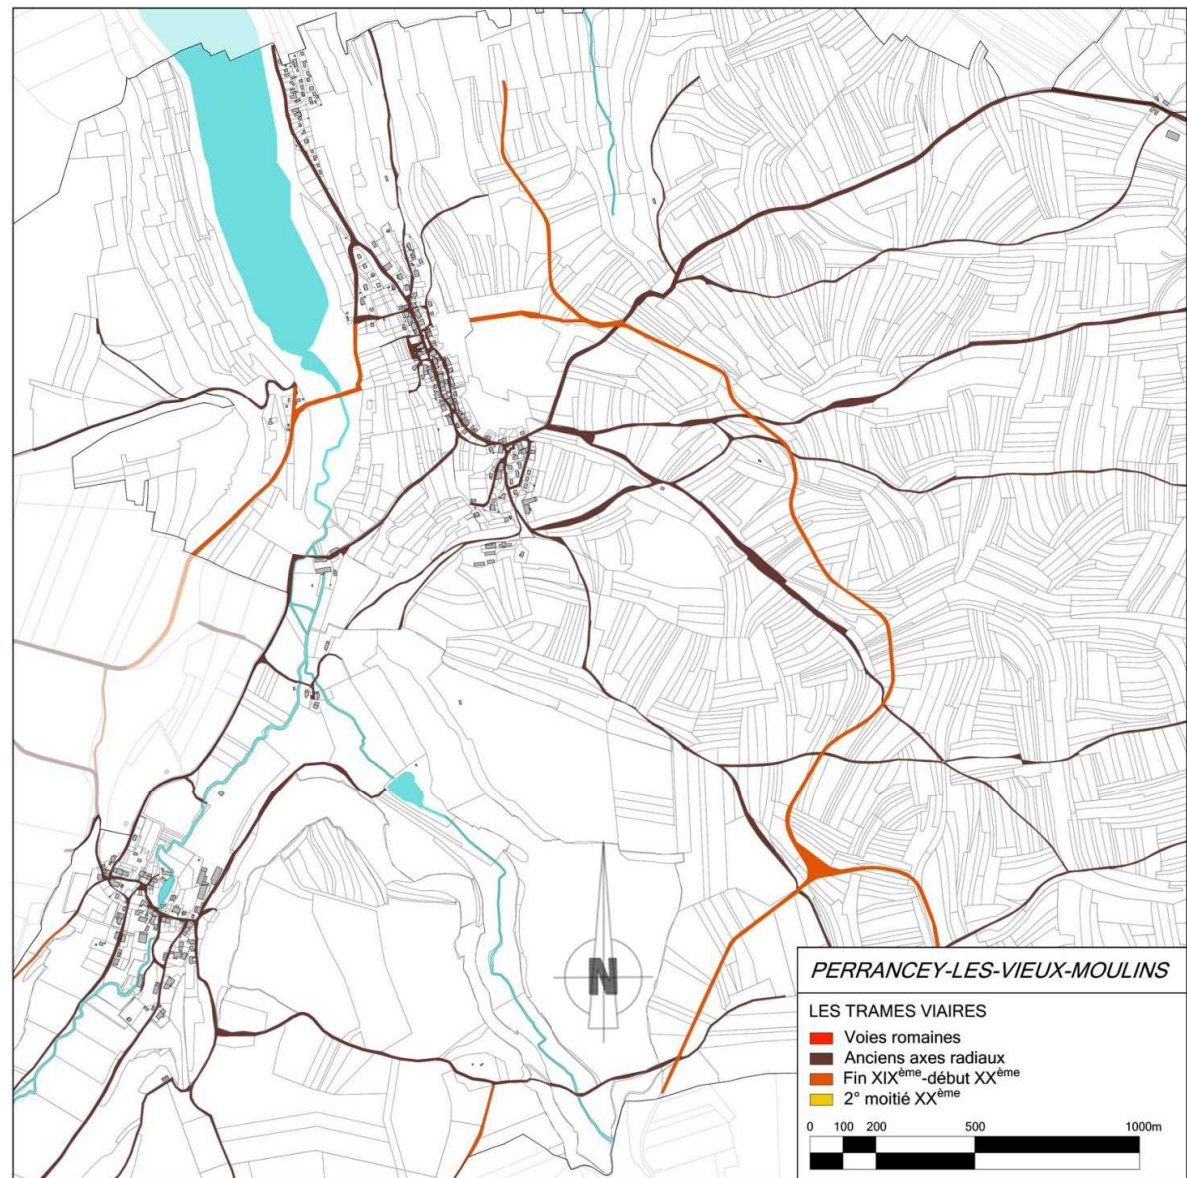 N
PERRANCEY-LES-VIEUX-MOULINS
LES TRAMES VIAIRES
Voies romaines
Anciens axes radiaux
Fin XIXème-début XXème
2° moitié XXème
0 100 200 500 1000m